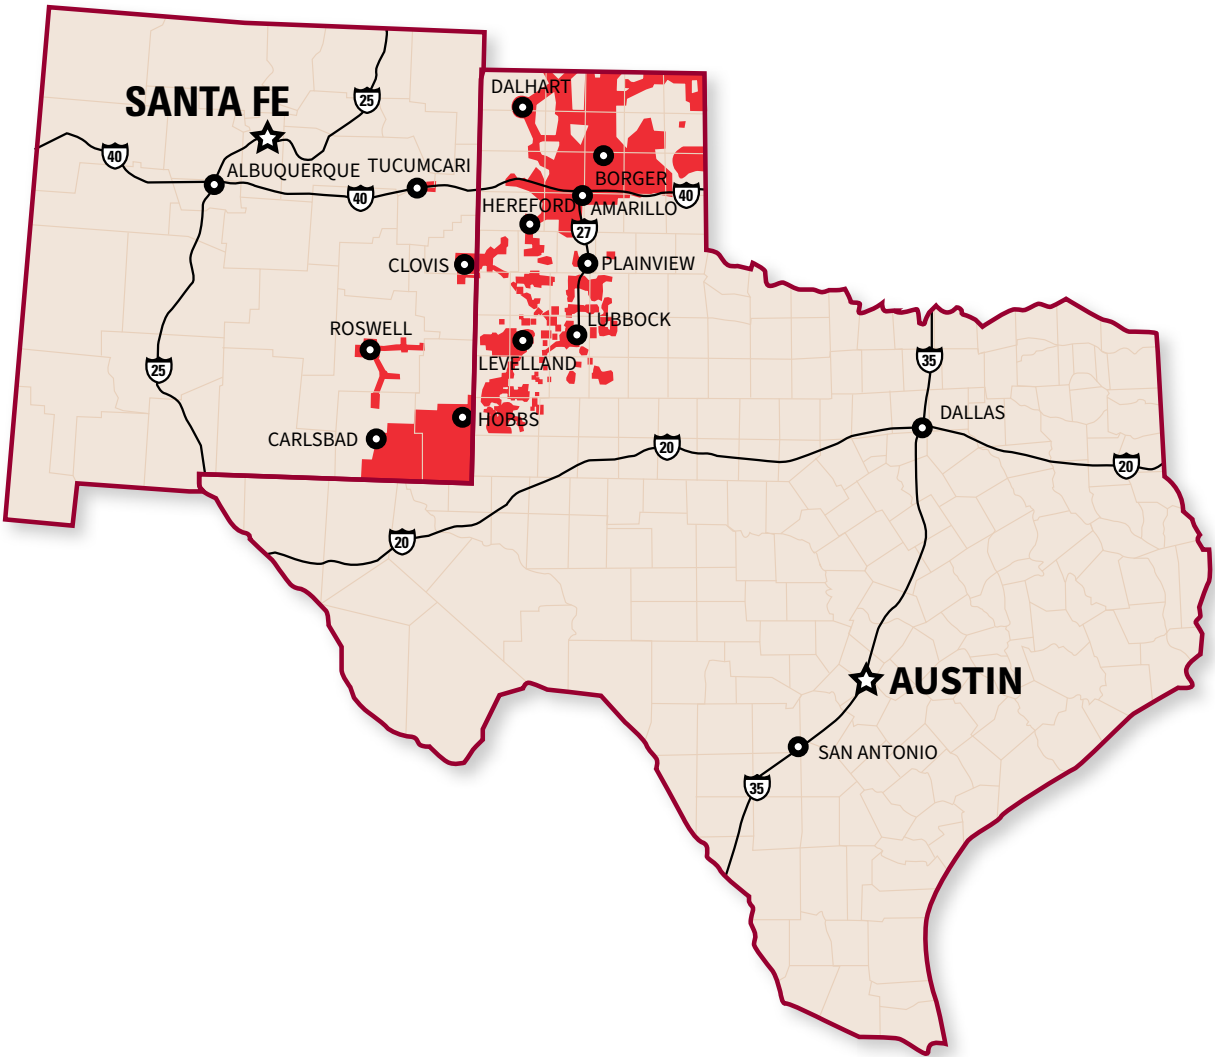 DALHART
SANTA FE
25
40
ALBUQUERQUE
TUCUMCARI
BORGER
40
40
HEREFORD
AMARILLO
27
CLOVIS
PLAINVIEW
ROSWELL
LUBBOCK
25
LEVELLAND
35
DALLAS
HOBBS
CARLSBAD
20
20
20
AUSTIN
SAN ANTONIO
35